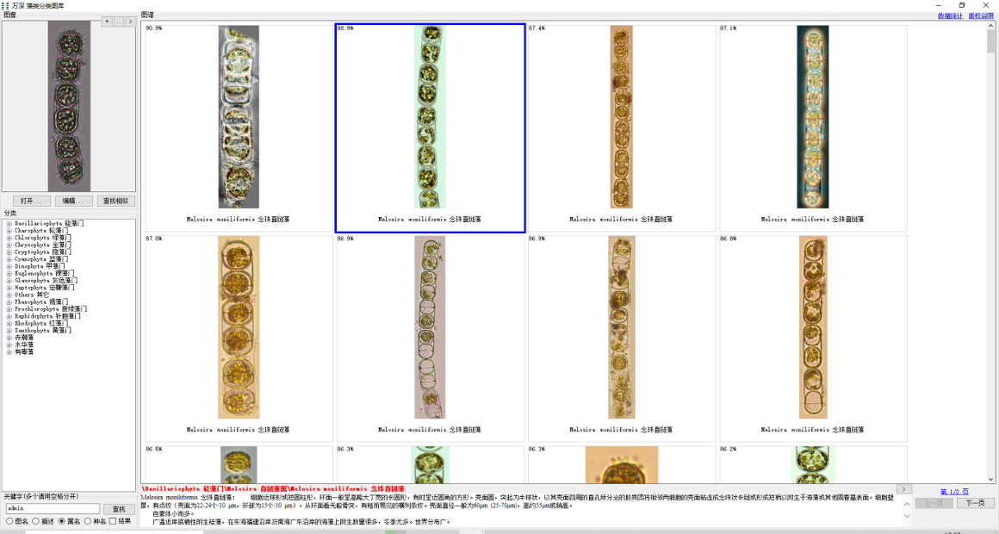 万深 藻类分类图库
图像
+
-
>
图谱
数据统计 版权说明
90.9%
88.9%
87.4%
87.1%
Melosira moniliformis 念珠直链藻
Melosira moniliformis 念珠直链藻
Melosira moniliformis 念珠直链藻
Melosira moniliformis 念珠直链藻
87.0%
86.9%
86.9%
86.8%
Melosira moniliformis 念珠直链藻
Melosira moniliformis 念珠直链藻
Melosira moniliformis 念珠直链藻
Melosira moniliformis 念珠直链藻
86.5%
86.3%
86.3%
86.2%
打开...
编辑...
查找相似
分类
Bacillariophyta 硅藻门
Charophyta 轮藻门
Chlorophyta 绿藻门
Chrysophyta 金藻门
Cryptophyta 隐藻门
Cyanophyta 蓝藻门
Dinophyta 甲藻门
Euglenophyta 裸藻门
Glaucophyta 灰色藻门
Haptophyta 定鞭藻门
Others 其它
Phaeophyta 褐藻门
Prochlorophyta 原绿藻门
Raphidophyta 针胞藻门
Rhodophyta 红藻门
Xanthophyta 黄藻门
赤潮藻
水华藻
有毒藻
关键字(多个请用空格分开)
admin
查找
图名 描述 属名 种名 结果
\Bacillariophyta 硅藻门\Melosira 直链藻属\Melosira moniliformis 念珠直链藻
Melosira moniliformis 念珠直链藻: 细胞近球形或短圆柱形,环面一般呈高略大于宽的长圆形,有时呈近圆角的方形。壳面圆,突起为半球状,以其壳面四周的直孔所分泌的胶质团将相邻两细胞的壳面粘连成念珠状长链或形成短柄以附生于海藻或其他固着基表面。细胞壁
厚,有点纹(壳面为22-24个/10 μm,环部为15个/10 μm)。从环面看无船骨突,有粗而易见的横列条纹。壳面直径一般为60μm (25-70μm),高约55μm或稍高。
色素体小而多。
广温近岸底栖性附生硅藻,在东海福建沿岸及南海广东沿岸的海藻上附生数量很多,冬季尤多。世界分布广。
第 1/2 页
上一页
下一页